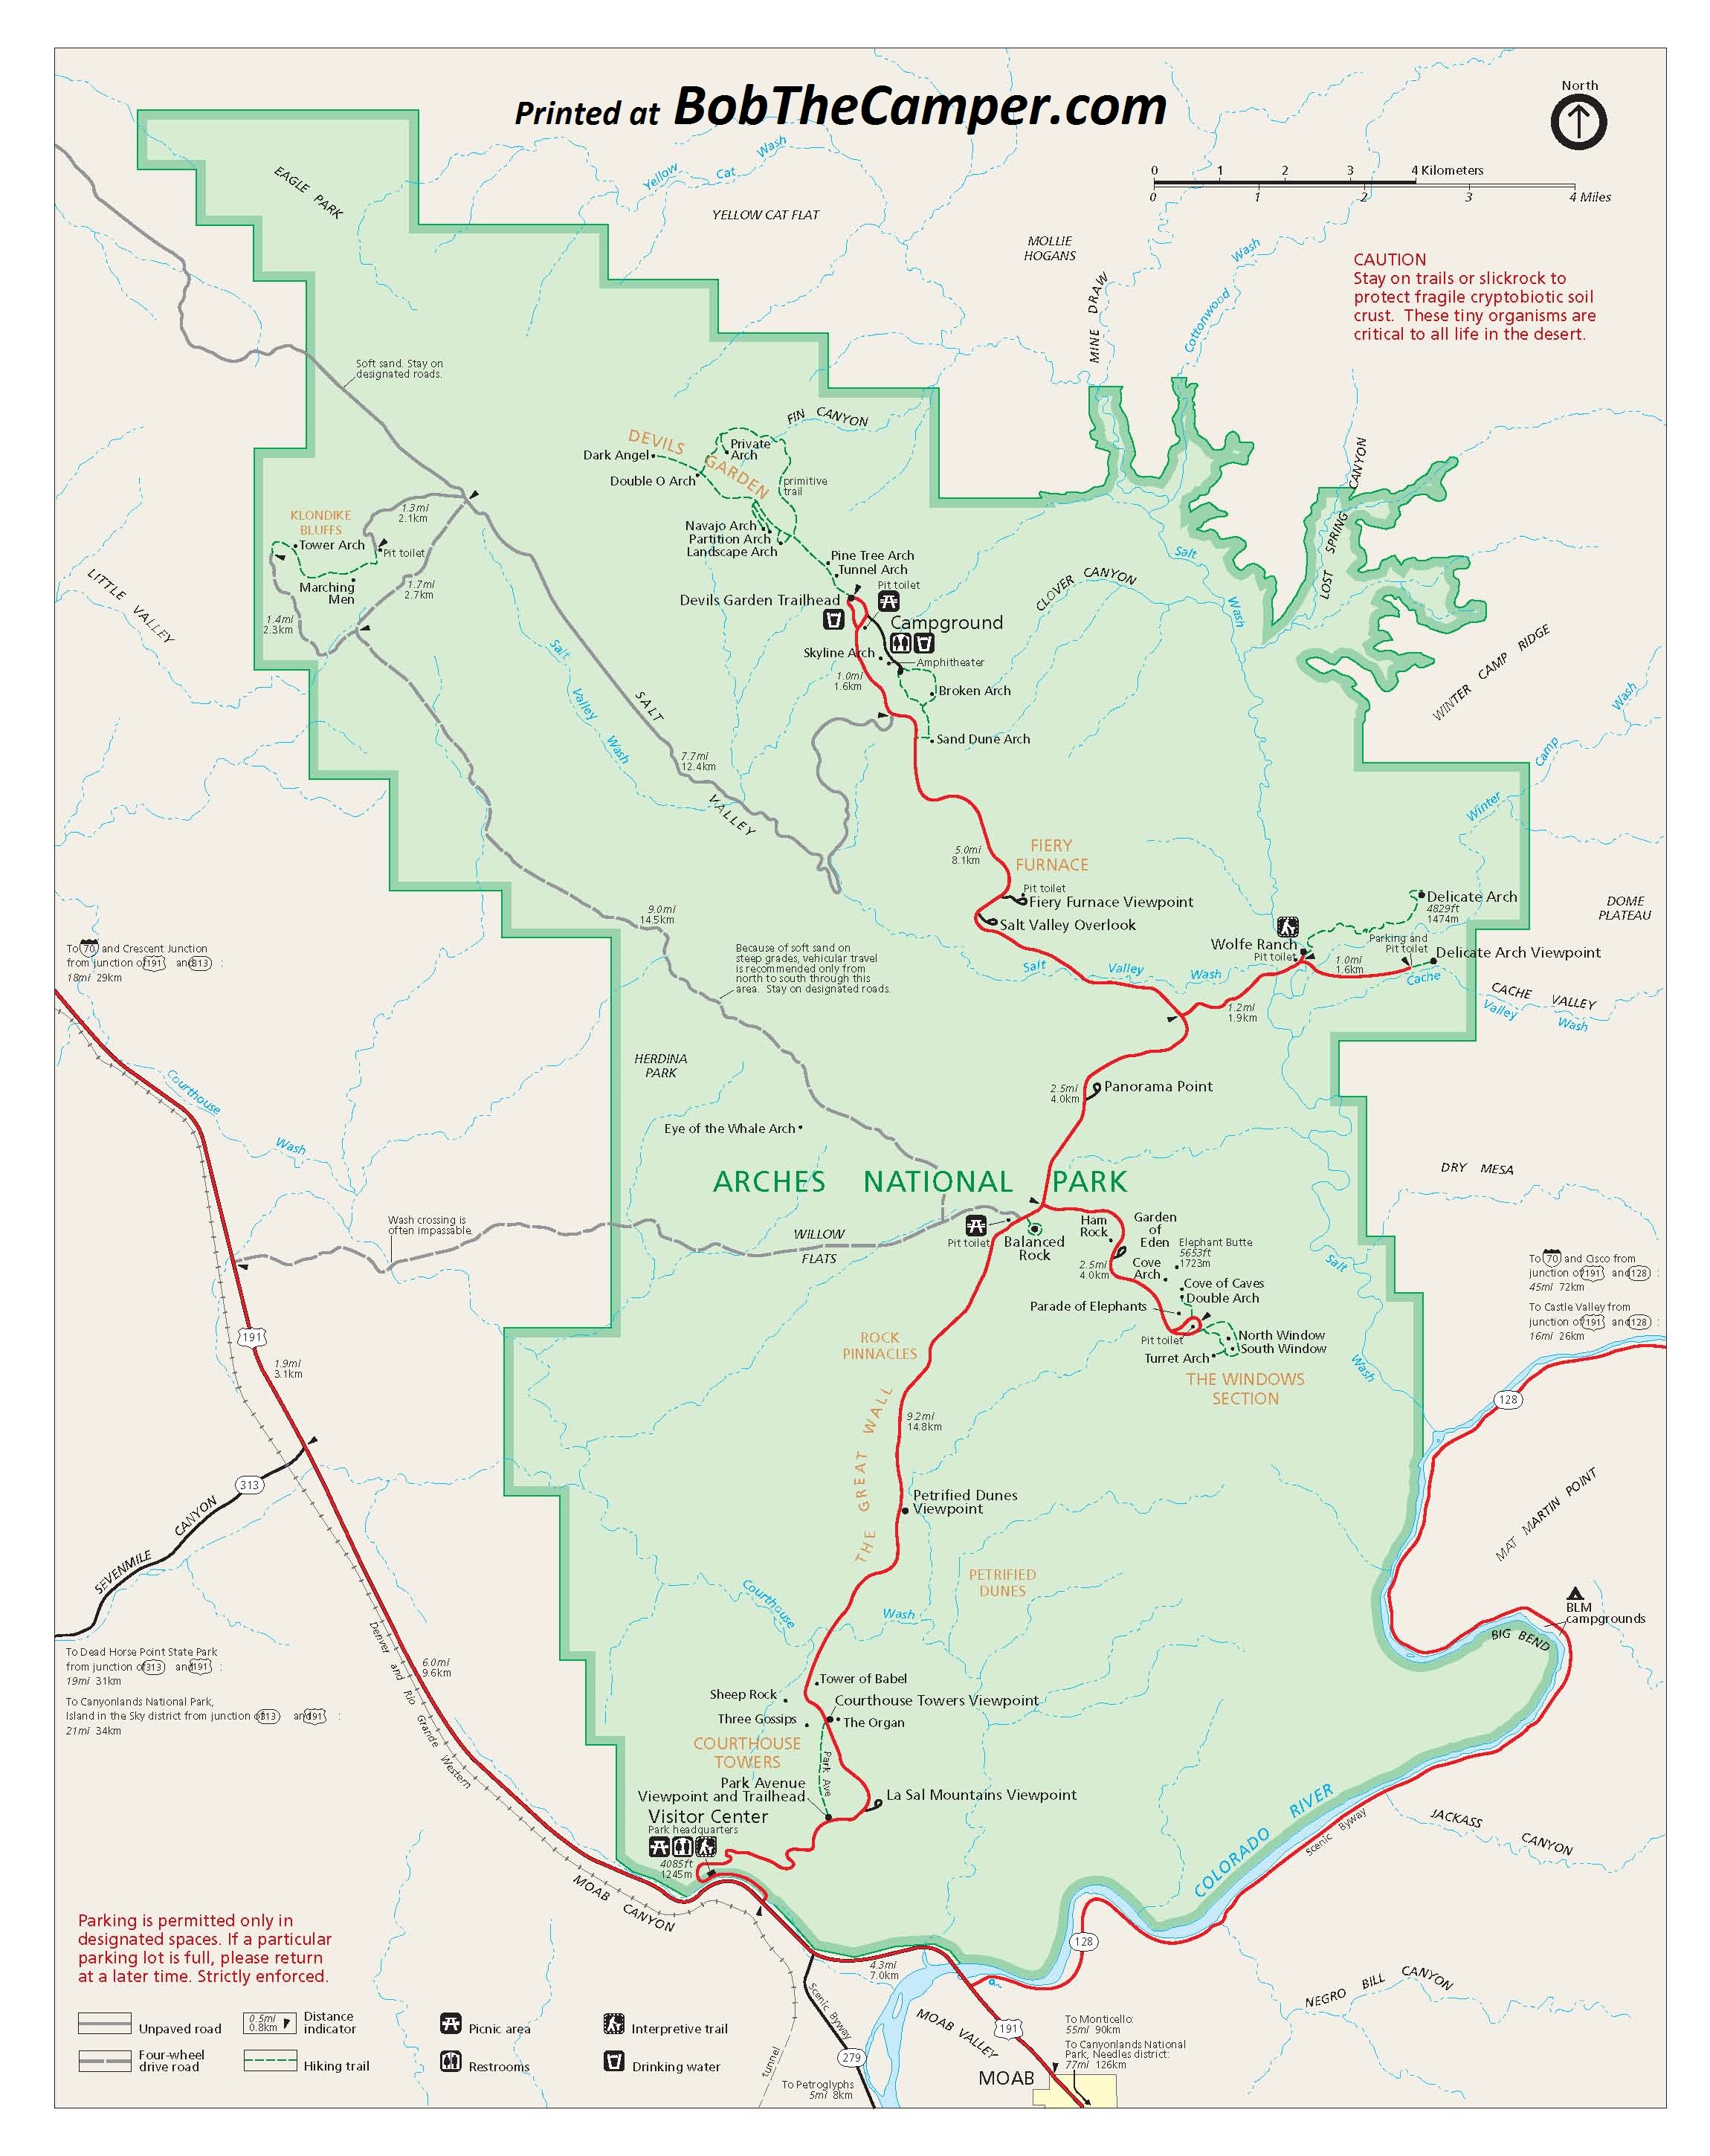 Printed at BobTheCamper.com
North
0 1 2 3 4 Kilometers
0 1 2 3 4 Miles
CAUTION
Stay on trails or slickrock to
protect fragile cryptobiotic soil
crust. These tiny organisms are
critical to all life in the desert.
EAGLE PARK
Yellow Cat Wash
YELLOW CAT FLAT
MOLLIE
HOGANS
MINE DRAW
Cottonwood Wash
Soft sand. Stay on
designated roads.
FIN CANYON
DEVILS GARDEN
Private
Arch
Dark Angel
Double O Arch
primitive
trail
Navajo Arch
Partition Arch
Landscape Arch
Pine Tree Arch
Tunnel Arch
Pit toilet
Devils Garden Trailhead
Campground
Skyline Arch
Amphitheater
1.0mi
1.6km
Broken Arch
Sand Dune Arch
KLONDIKE
BLUFFS
Tower Arch
1.3mi
2.1km
Pit toilet
Marching
Men
1.7mi
2.7km
1.4mi
2.3km
LITTLE VALLEY
Salt Valley Wash
SALT VALLEY
7.7mi
12.4km
CLOVER CANYON
Salt Wash
LOST SPRING CANYON
WINTER CAMP RIDGE
Winter Camp Wash
FIERY
FURNACE
5.0mi
8.1km
Pit toilet
Fiery Furnace Viewpoint
Salt Valley Overlook
Delicate Arch
4829ft
1474m
DOME
PLATEAU
Wolfe Ranch
Pit toilet
Parking and
Pit toilet
Delicate Arch Viewpoint
1.0mi
1.6km
Salt Valley Wash
Cache Valley Wash
CACHE VALLEY
1.2mi
1.9km
9.0mi
14.5km
Because of soft sand on
steep grades, vehicular travel
is recommended only from
north to south through this
area. Stay on designated roads.
To 70 and Crescent Junction
from junction of 191 and 313 :
18mi 29km
HERDINA
PARK
2.5mi
4.0km
Panorama Point
Courthouse Wash
Eye of the Whale Arch
ARCHES NATIONAL PARK
DRY MESA
Wash crossing is
often impassable.
WILLOW
FLATS
Pit toilet
Balanced
Rock
Ham
Rock
Garden
of
Eden
Elephant Butte
5653ft
1723m
2.5mi
4.0km
Cove
Arch
Cove of Caves
Double Arch
Parade of Elephants
Pit toilet
North Window
South Window
Turret Arch
THE WINDOWS
SECTION
Salt Wash
To 70 and Cisco from
junction of 191 and 128 :
45mi 72km
To Castle Valley from
junction of 191 and 128 :
16mi 26km
191
1.9mi
3.1km
ROCK
PINNACLES
THE GREAT WALL
9.2mi
14.8km
128
313
SEVENMILE CANYON
Petrified Dunes
Viewpoint
MAT MARTIN POINT
PETRIFIED
DUNES
Courthouse Wash
BLM
campgrounds
BIG BEND
To Dead Horse Point State Park
from junction of 313 and 191 :
19mi 31km
To Canyonlands National Park,
Island in the Sky district from junction of 313 and 191 :
21mi 34km
Denver and Rio Grande Western
6.0mi
9.6km
Tower of Babel
Sheep Rock
Courthouse Towers Viewpoint
Three Gossips
The Organ
COURTHOUSE
TOWERS
Park Ave
Park Avenue
Viewpoint and Trailhead
La Sal Mountains Viewpoint
Visitor Center
Park headquarters
4085ft
1245m
COLORADO RIVER
Scenic Byway
JACKASS CANYON
MOAB CANYON
128
4.3mi
7.0km
NEGRO BILL CANYON
Parking is permitted only in
designated spaces. If a particular
parking lot is full, please return
at a later time. Strictly enforced.
Scenic Byway
MOAB VALLEY
191
To Monticello:
55mi 90km
To Canyonlands National
Park, Needles district:
77mi 126km
279
tunnel
MOAB
To Petroglyphs
5mi 8km
Unpaved road
0.5mi
0.8km
Distance
indicator
Picnic area
Interpretive trail
Four-wheel
drive road
Hiking trail
Restrooms
Drinking water